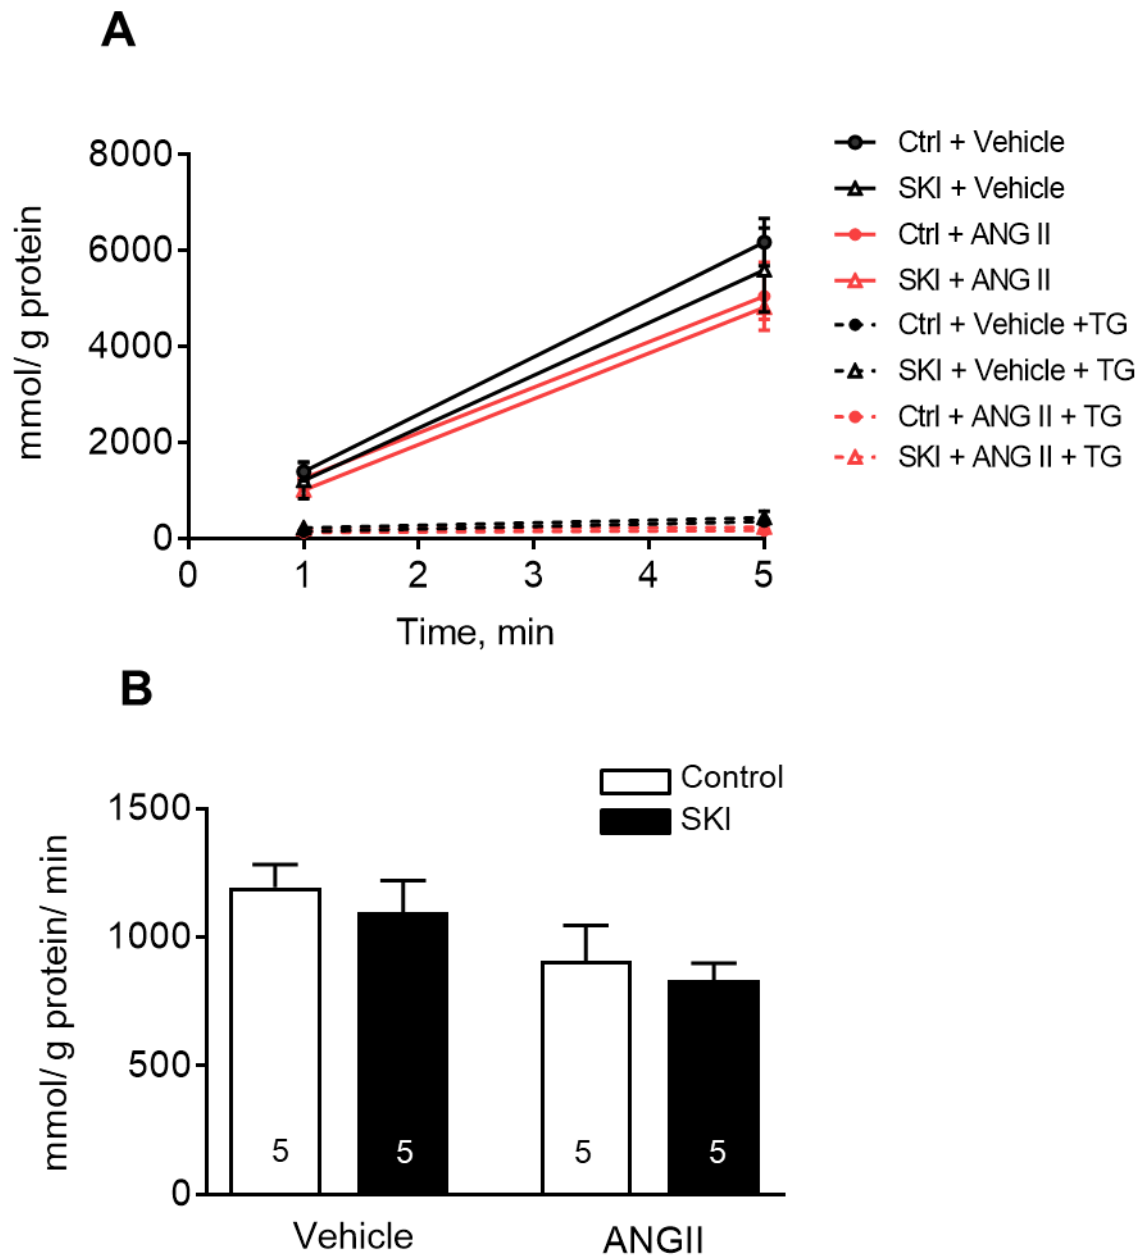 A
8000
6000
4000
2000
0
mmol/ g protein
0 1 2 3 4 5
Time, min
Ctrl + Vehicle
SKI + Vehicle
Ctrl + ANG II
SKI + ANG II
Ctrl + Vehicle +TG
SKI + Vehicle + TG
Ctrl + ANG II + TG
SKI + ANG II + TG
B
Control
SKI
1500
1000
500
0
mmol/ g protein/ min
5 5 5 5
Vehicle ANGII